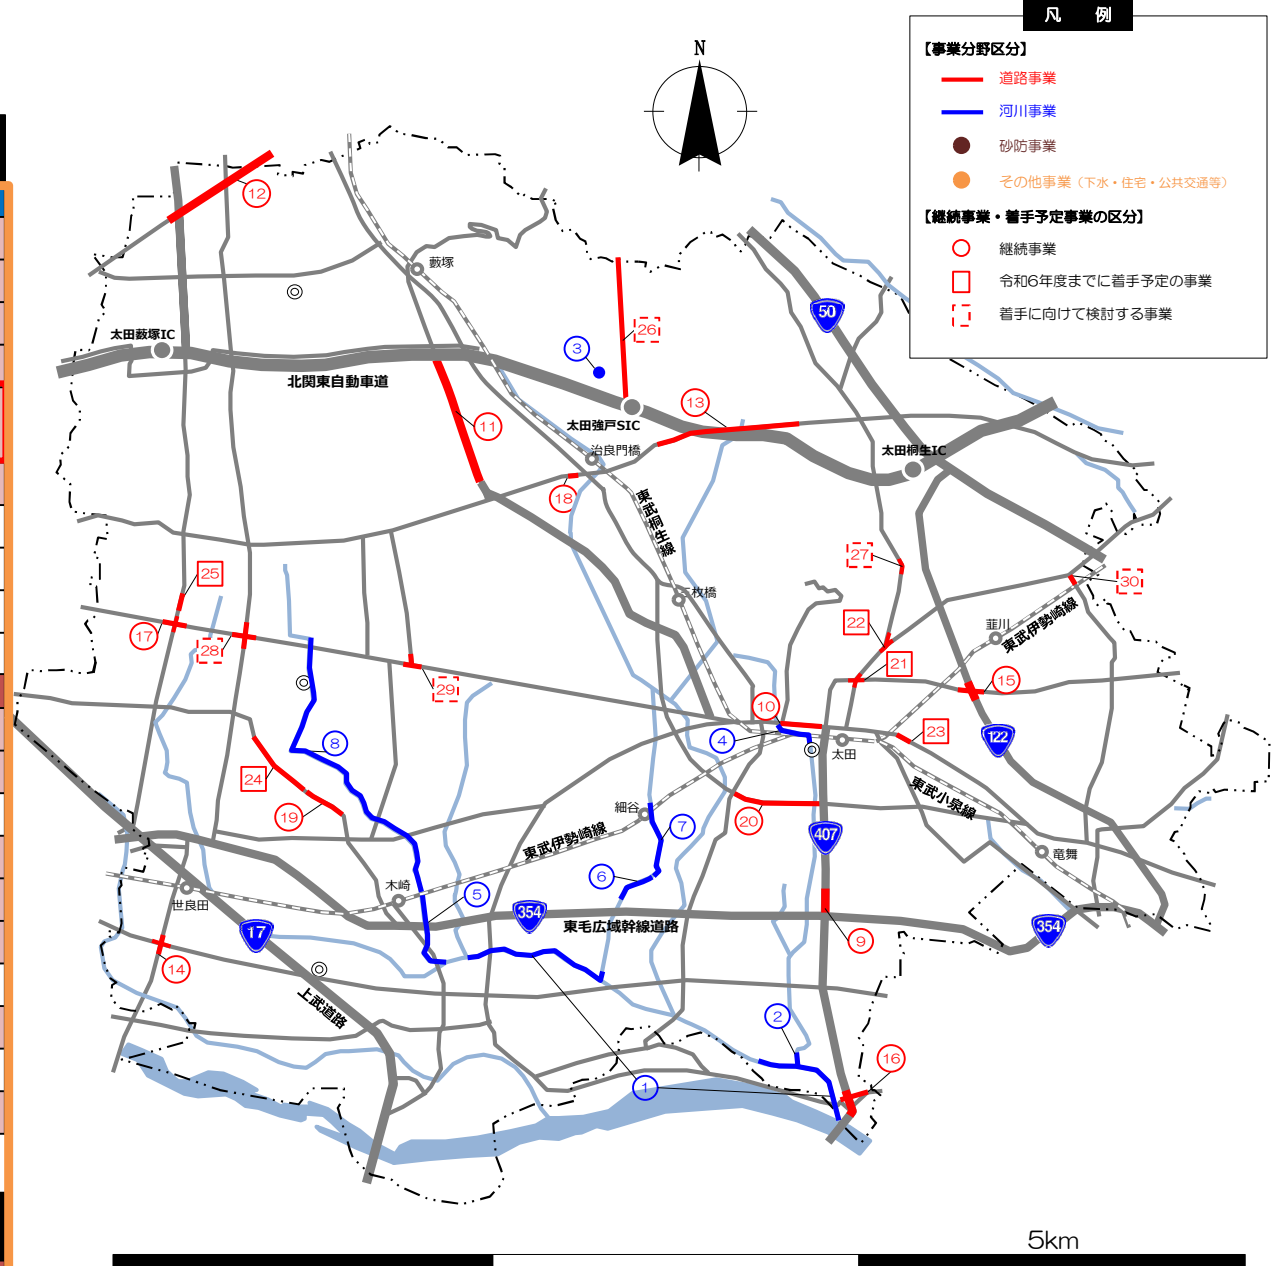 凡 例
【事業分野区分】
道路事業
河川事業
砂防事業
その他事業（下水・住宅・公共交通等）
【継続事業・着手予定事業の区分】
継続事業
令和6年度までに着手予定の事業
着手に向けて検討する事業
N
12
藪塚
太田藪塚IC
北関東自動車道
26
3
50
11
太田強戸SIC
13
治良門橋
太田桐生IC
18
東武桐生線
27
25
30
17
28
三枚橋
22
韮川
東武伊勢崎線
21
29
15
10
4
太田
23
122
8
24
19
細谷
7
20
407
東武小泉線
竜舞
東武伊勢崎線
6
木崎
5
世良田
354
東毛広域幹線道路
354
17
9
14
上武道路
2
16
1
5km